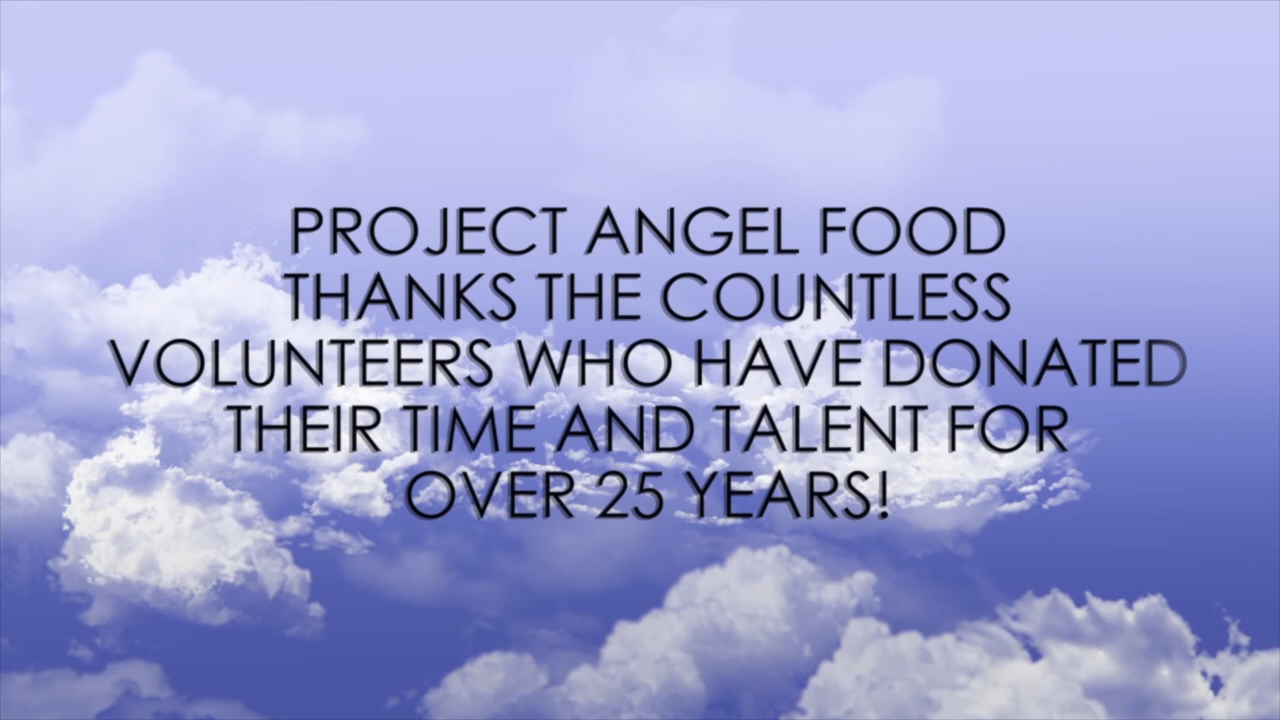 PROJECT ANGEL FOOD
THANKS THE COUNTLESS
VOLUNTEERS WHO HAVE DONATED
THEIR TIME AND TALENT FOR
OVER 25 YEARS!